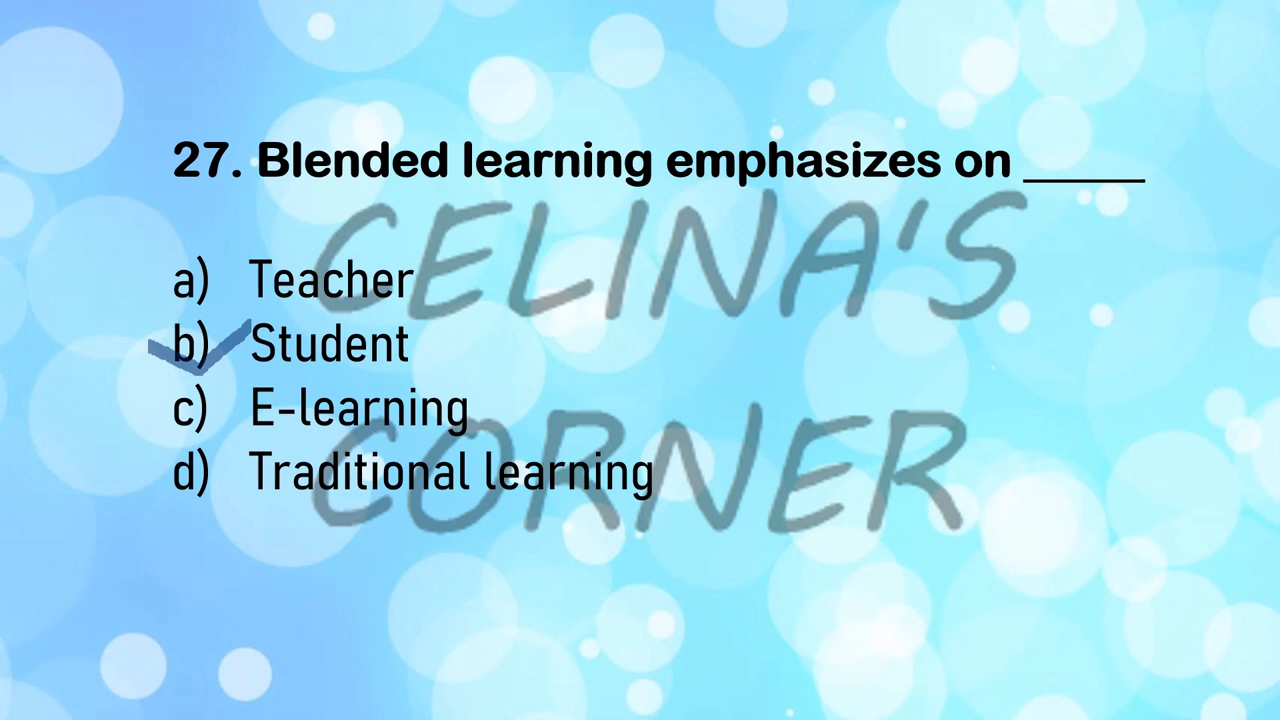 27. Blended learning emphasizes on _____
CELINA'S
a) Teacher
b) Student
c) E-learning
CORNER
d) Traditional learning